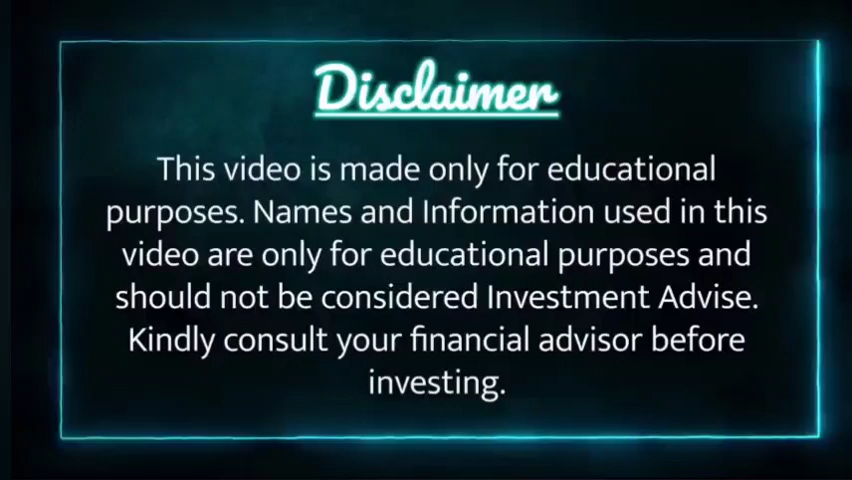 Disclaimer
This video is made only for educational
purposes. Names and Information used in this
video are only for educational purposes and
should not be considered Investment Advise.
Kindly consult your financial advisor before
investing.